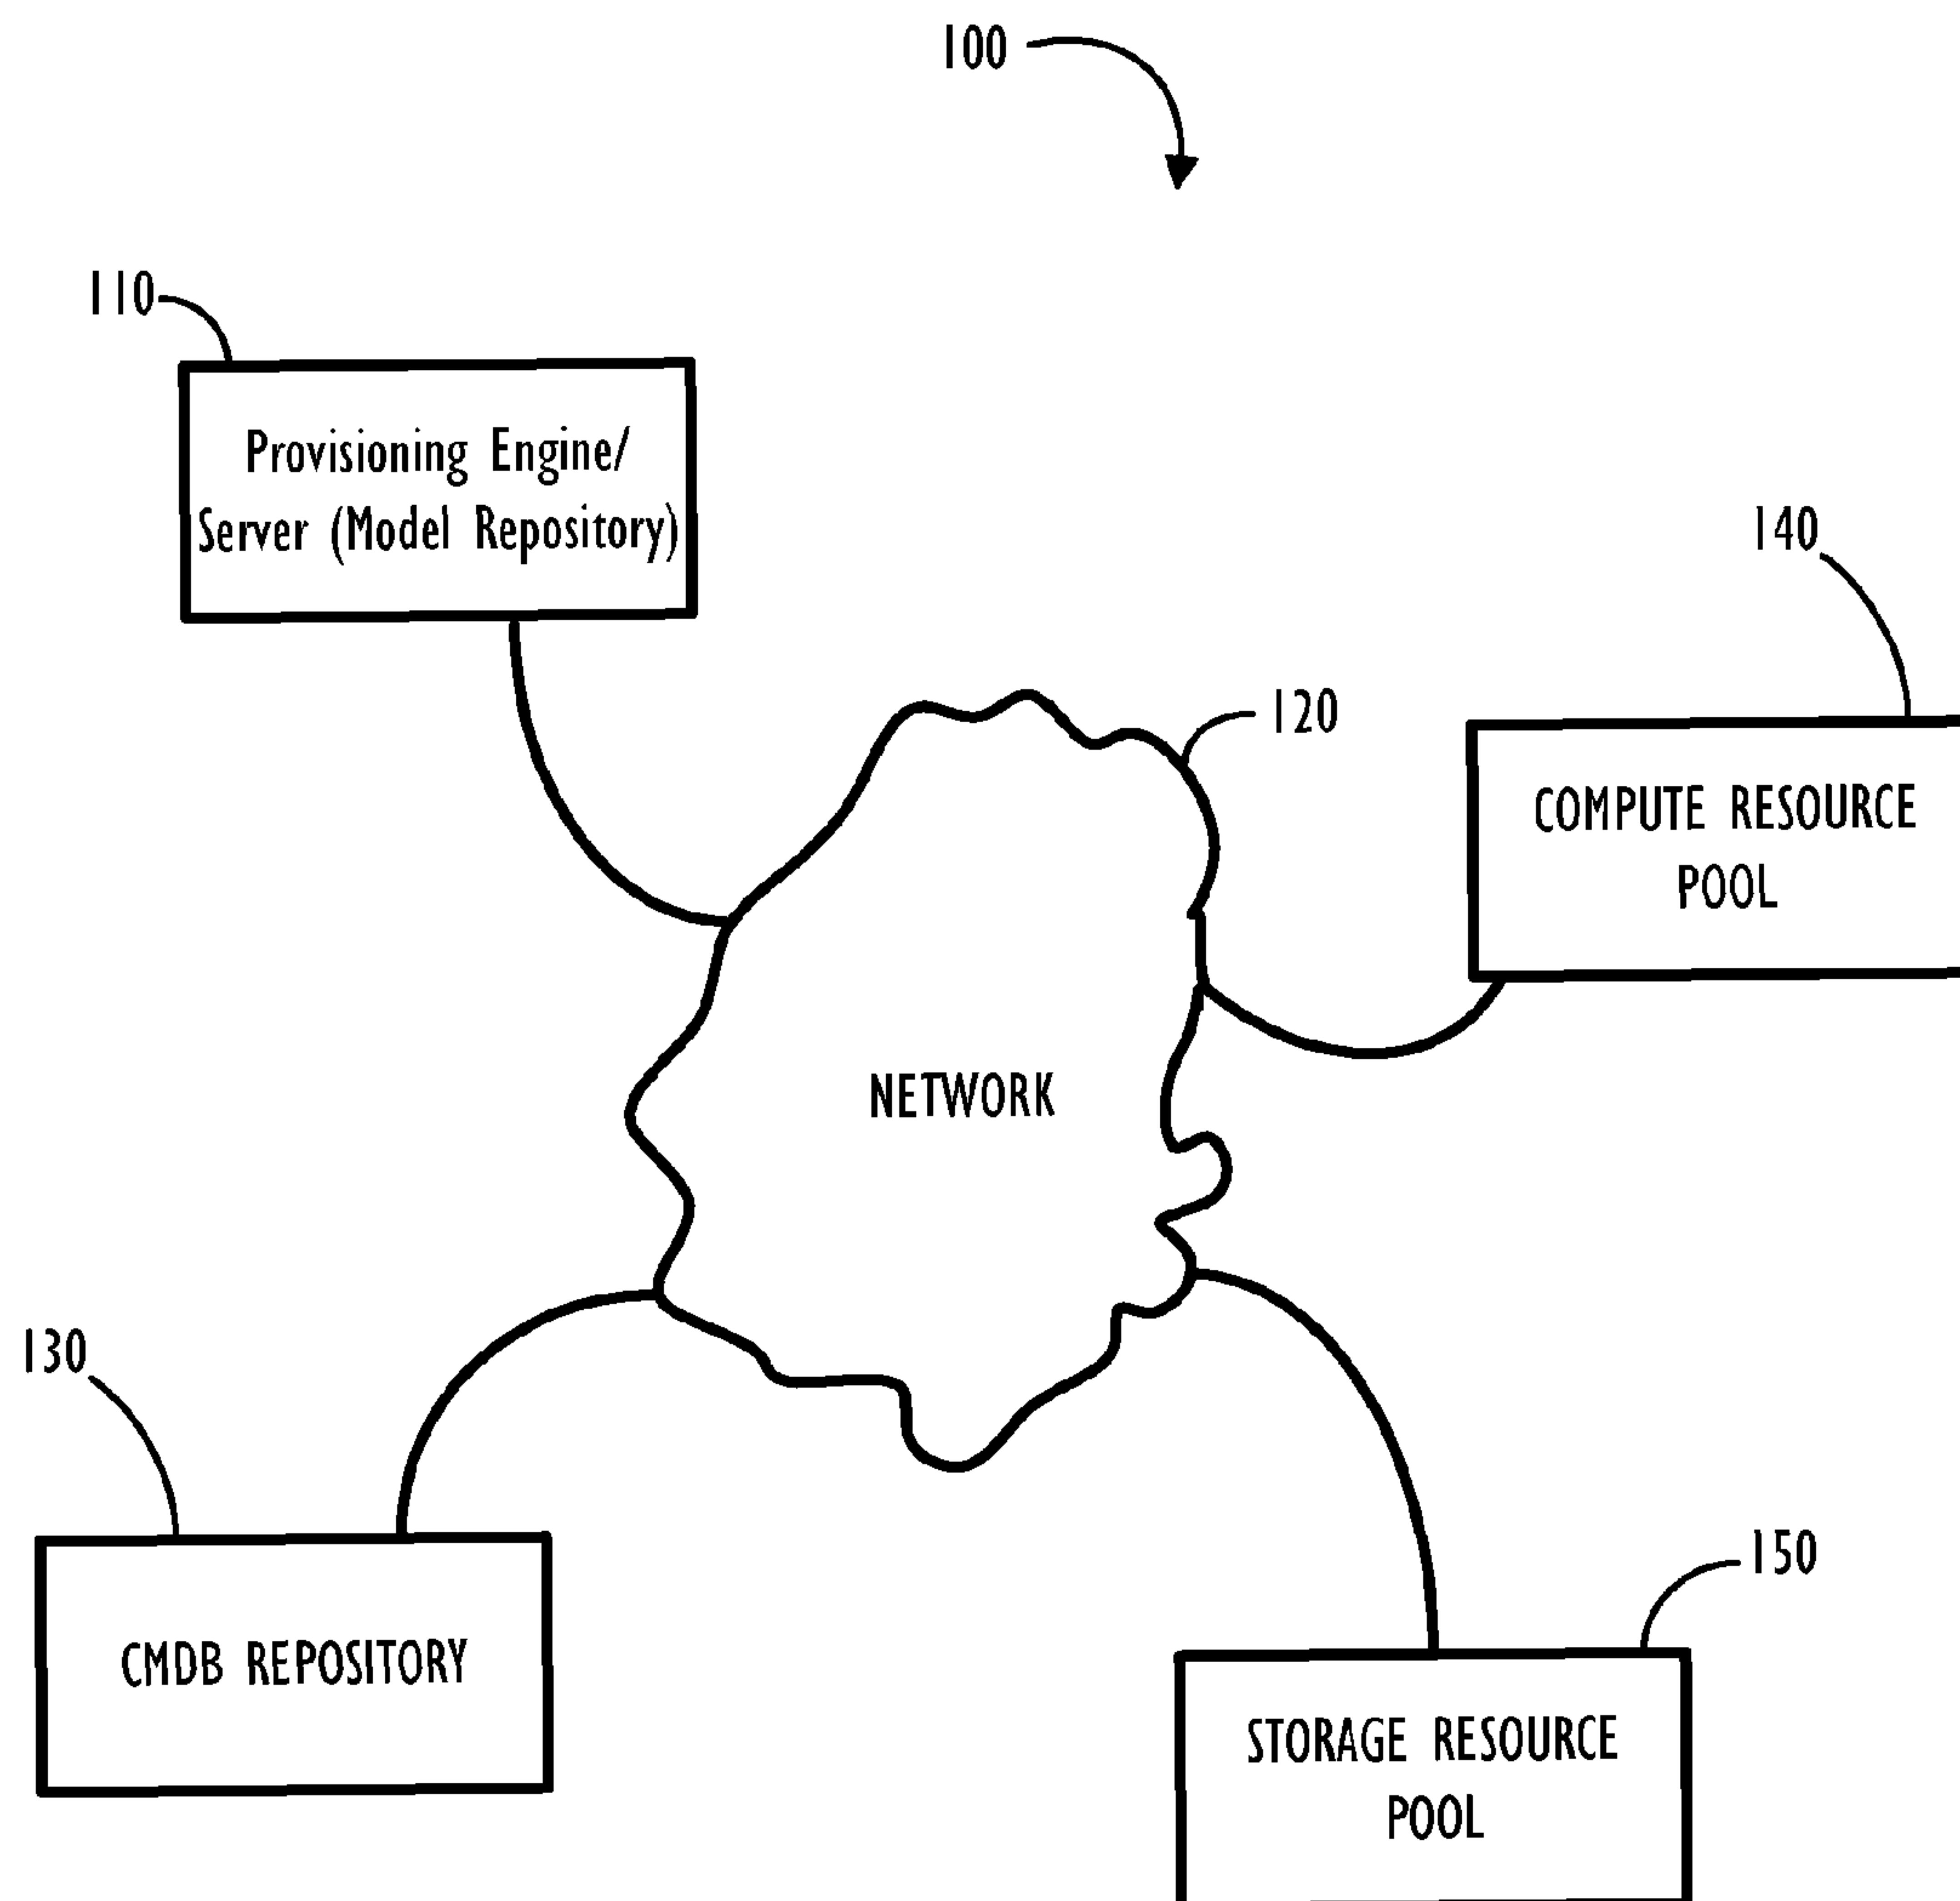 100
110
Provisioning Engine/
Server (Model Repository)
140
120
COMPUTE RESOURCE
POOL
NETWORK
130
150
CMDB REPOSITORY
STORAGE RESOURCE
POOL